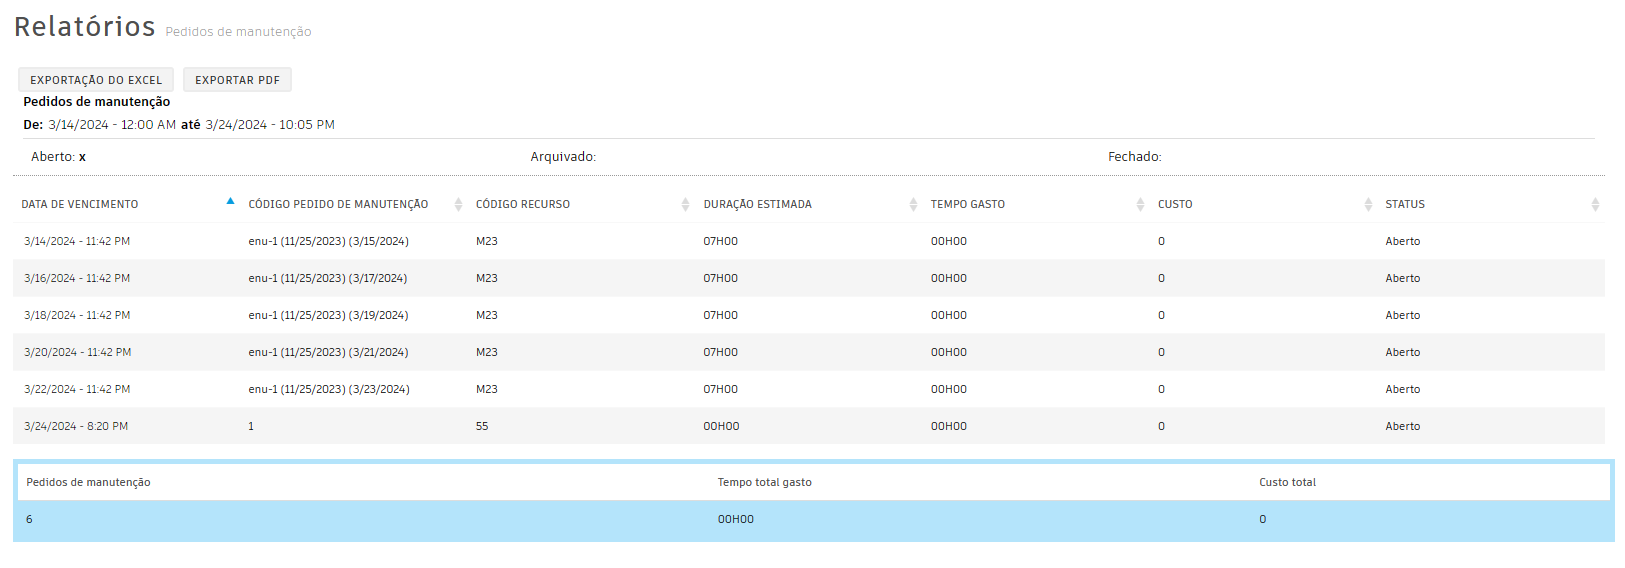 Relatórios Pedidos de manutenção
EXPORTAÇÃO DO EXCEL EXPORTAR PDF
Pedidos de manutenção
De: 3/14/2024 - 12:00 AM até 3/24/2024 - 10:05 PM
Aberto: x Arquivado: Fechado:
DATA DE VENCIMENTO CÓDIGO PEDIDO DE MANUTENÇÃO CÓDIGO RECURSO DURAÇÃO ESTIMADA TEMPO GASTO CUSTO STATUS
3/14/2024 - 11:42 PM enu-1 (11/25/2023) (3/15/2024) M23 07H00 00H00 0 Aberto
3/16/2024 - 11:42 PM enu-1 (11/25/2023) (3/17/2024) M23 07H00 00H00 0 Aberto
3/18/2024 - 11:42 PM enu-1 (11/25/2023) (3/19/2024) M23 07H00 00H00 0 Aberto
3/20/2024 - 11:42 PM enu-1 (11/25/2023) (3/21/2024) M23 07H00 00H00 0 Aberto
3/22/2024 - 11:42 PM enu-1 (11/25/2023) (3/23/2024) M23 07H00 00H00 0 Aberto
3/24/2024 - 8:20 PM 1 55 00H00 00H00 0 Aberto
Pedidos de manutenção Tempo total gasto Custo total
6 00H00 0